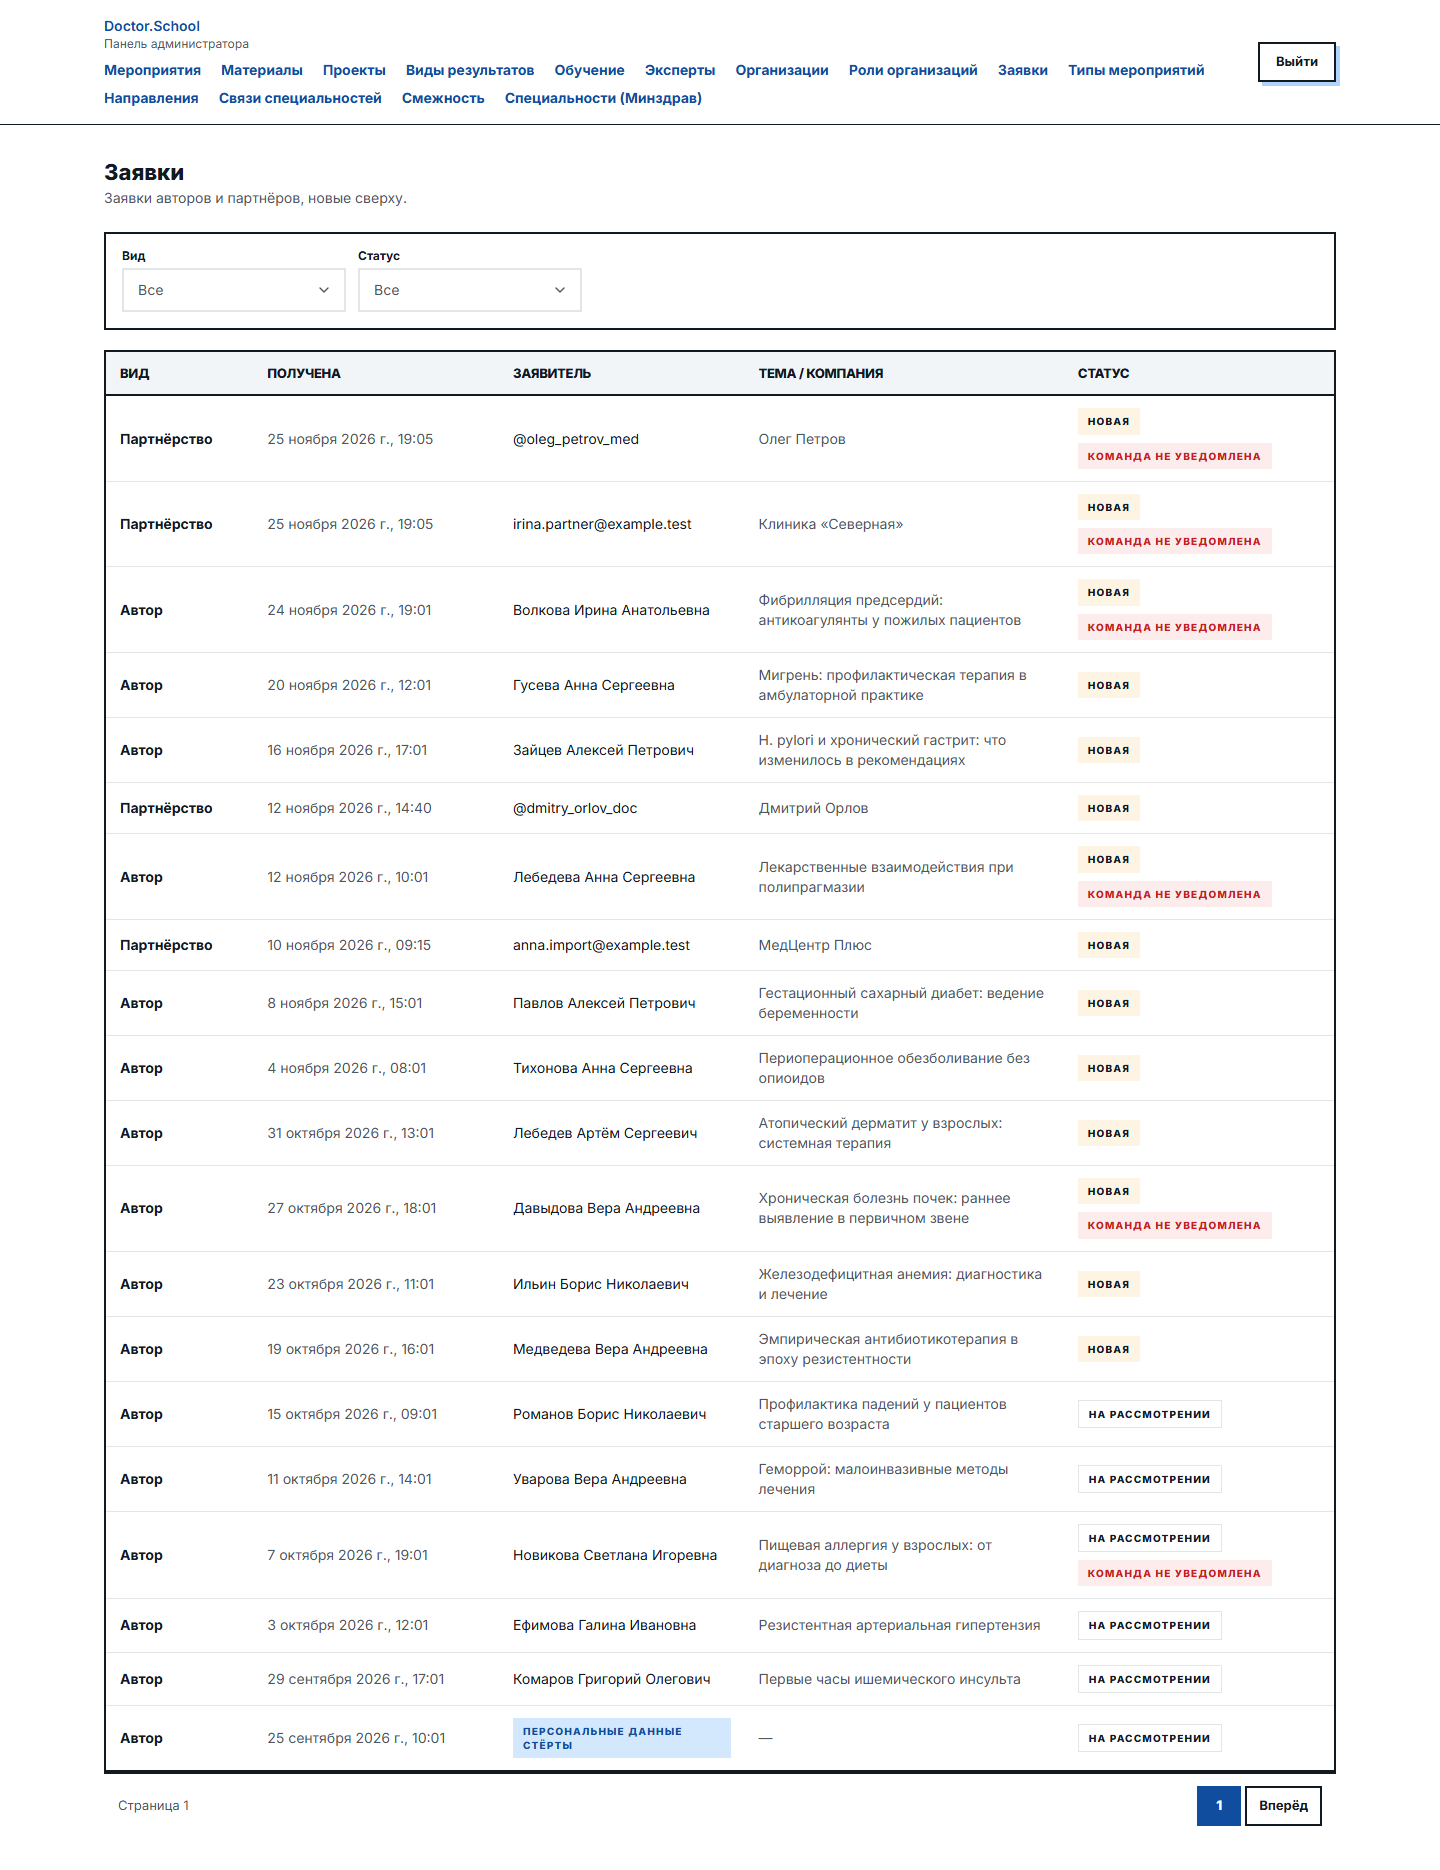 Doctor.School
Панель администратора
Мероприятия Материалы Проекты Виды результатов Обучение Эксперты Организации Роли организаций Заявки Типы мероприятий
Направления Связи специальностей Смежность Специальности (Минздрав)
Выйти
Заявки
Заявки авторов и партнёров, новые сверху.
Вид Статус
Все Все
ВИД ПОЛУЧЕНА ЗАЯВИТЕЛЬ ТЕМА / КОМПАНИЯ СТАТУС
Партнёрство 25 ноября 2026 г., 19:05 @oleg_petrov_med Олег Петров НОВАЯ
КОМАНДА НЕ УВЕДОМЛЕНА
Партнёрство 25 ноября 2026 г., 19:05 irina.partner@example.test Клиника «Северная» НОВАЯ
КОМАНДА НЕ УВЕДОМЛЕНА
Автор 24 ноября 2026 г., 19:01 Волкова Ирина Анатольевна Фибрилляция предсердий:
антикоагулянты у пожилых пациентов НОВАЯ
КОМАНДА НЕ УВЕДОМЛЕНА
Автор 20 ноября 2026 г., 12:01 Гусева Анна Сергеевна Мигрень: профилактическая терапия в
амбулаторной практике НОВАЯ
Автор 16 ноября 2026 г., 17:01 Зайцев Алексей Петрович H. pylori и хронический гастрит: что
изменилось в рекомендациях НОВАЯ
Партнёрство 12 ноября 2026 г., 14:40 @dmitry_orlov_doc Дмитрий Орлов НОВАЯ
Автор 12 ноября 2026 г., 10:01 Лебедева Анна Сергеевна Лекарственные взаимодействия при
полипрагмазии НОВАЯ
КОМАНДА НЕ УВЕДОМЛЕНА
Партнёрство 10 ноября 2026 г., 09:15 anna.import@example.test МедЦентр Плюс НОВАЯ
Автор 8 ноября 2026 г., 15:01 Павлов Алексей Петрович Гестационный сахарный диабет: ведение
беременности НОВАЯ
Автор 4 ноября 2026 г., 08:01 Тихонова Анна Сергеевна Периоперационное обезболивание без
опиоидов НОВАЯ
Автор 31 октября 2026 г., 13:01 Лебедев Артём Сергеевич Атопический дерматит у взрослых:
системная терапия НОВАЯ
Автор 27 октября 2026 г., 18:01 Давыдова Вера Андреевна Хроническая болезнь почек: раннее
выявление в первичном звене НОВАЯ
КОМАНДА НЕ УВЕДОМЛЕНА
Автор 23 октября 2026 г., 11:01 Ильин Борис Николаевич Железодефицитная анемия: диагностика
и лечение НОВАЯ
Автор 19 октября 2026 г., 16:01 Медведева Вера Андреевна Эмпирическая антибиотикотерапия в
эпоху резистентности НОВАЯ
Автор 15 октября 2026 г., 09:01 Романов Борис Николаевич Профилактика падений у пациентов
старшего возраста НА РАССМОТРЕНИИ
Автор 11 октября 2026 г., 14:01 Уварова Вера Андреевна Геморрой: малоинвазивные методы
лечения НА РАССМОТРЕНИИ
Автор 7 октября 2026 г., 19:01 Новикова Светлана Игоревна Пищевая аллергия у взрослых: от
диагноза до диеты НА РАССМОТРЕНИИ
КОМАНДА НЕ УВЕДОМЛЕНА
Автор 3 октября 2026 г., 12:01 Ефимова Галина Ивановна Резистентная артериальная гипертензия НА РАССМОТРЕНИИ
Автор 29 сентября 2026 г., 17:01 Комаров Григорий Олегович Первые часы ишемического инсульта НА РАССМОТРЕНИИ
Автор 25 сентября 2026 г., 10:01 ПЕРСОНАЛЬНЫЕ ДАННЫЕ
СТЁРТЫ — НА РАССМОТРЕНИИ
Страница 1 1 Вперёд